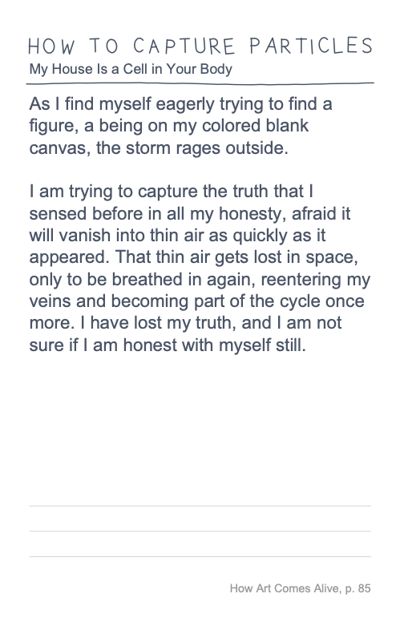 HOW TO CAPTURE PARTICLES
My House Is a Cell in Your Body
As I find myself eagerly trying to find a
figure, a being on my colored blank
canvas, the storm rages outside.
I am trying to capture the truth that I
sensed before in all my honesty, afraid it
will vanish into thin air as quickly as it
appeared. That thin air gets lost in space,
only to be breathed in again, reentering my
veins and becoming part of the cycle once
more. I have lost my truth, and I am not
sure if I am honest with myself still.
How Art Comes Alive, p. 85